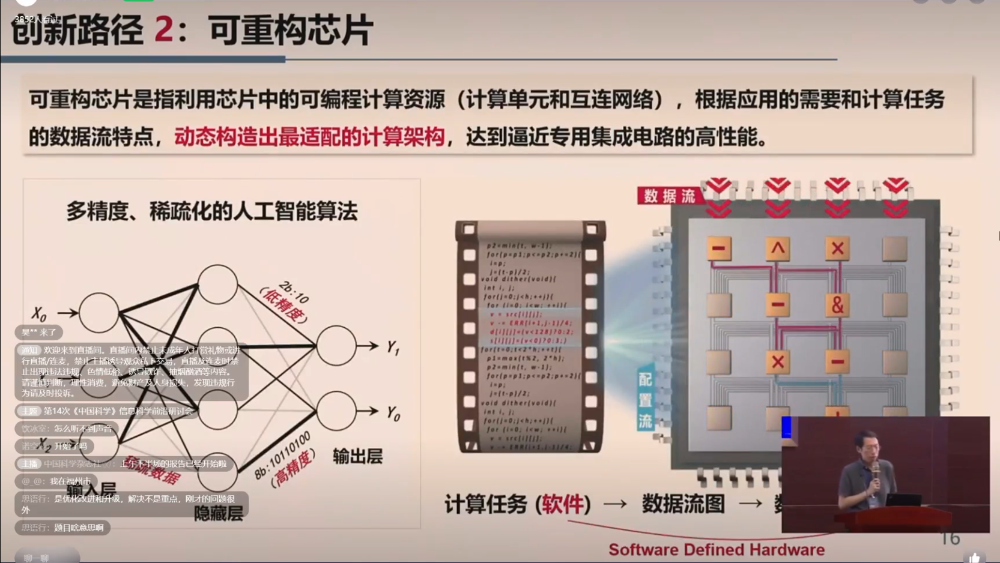 3852人看过
创新路径 2：可重构芯片
可重构芯片是指利用芯片中的可编程计算资源（计算单元和互连网络），根据应用的需要和计算任务
的数据流特点，动态构造出最适配的计算架构，达到逼近专用集成电路的高性能。
多精度、稀疏化的人工智能算法
2b:10
（低精度）
X0
Y1
Y0
X2
8b:10110100
（高精度）
稀疏数据
输入层
隐藏层
输出层
昊** 来了
通知 欢迎来到直播间。直播间内禁止未成年人打赏礼物或进
行直播/连麦，禁止主播诱导观众私下交易，直播及连麦时禁
止出现违法违规、色情低俗、诱导欺诈、抽烟酗酒等内容。
请谨慎判断，理性消费，避免财产及人身损失，发现违规行
为请及时投诉。
主题 第14次《中国科学》信息科学前沿研讨会
饮冰室：怎么听不到声音
开始了吗
主播 中国科学杂志社：上午下半场的报告已经开始啦
@_@：我在福州市
思语行：是优化改进和升级，解决不是重点，刚才的问题很
外
思语行：题目啥意思啊
聊一聊
p2=min(t, w-1);
for(p=p1;p<=p2;p+=2){
i=p;
j=(t-p)/2;
void dither(void){
int i, j;
for(j=0;j<h;++j){
for (i=0; i<w; ++i){
v = src[i][j];
v -= ERR(i+1,j-1)/4;
d[i][j]=(v<128)?0:2;
s[i][j]=(v<0)?0:3;}
for(t=0;t<2*h;++t){
p1=max(t%2, 2*h);
p2=min(t, w-1);
for(p=p1;p<=p2;p+=2){
i=p;
j=(t-p)/2;
void dither(void){
int i, j;
for(j=0;j<h;++j){
for (i=0; i<w; ++i){
v = src[i][j];
v -= ERR(i+1,j-1)/4;
数据流
− ∧ ×
− &
× −
配置流
计算任务 (软件) → 数据流图 →
Software Defined Hardware
16